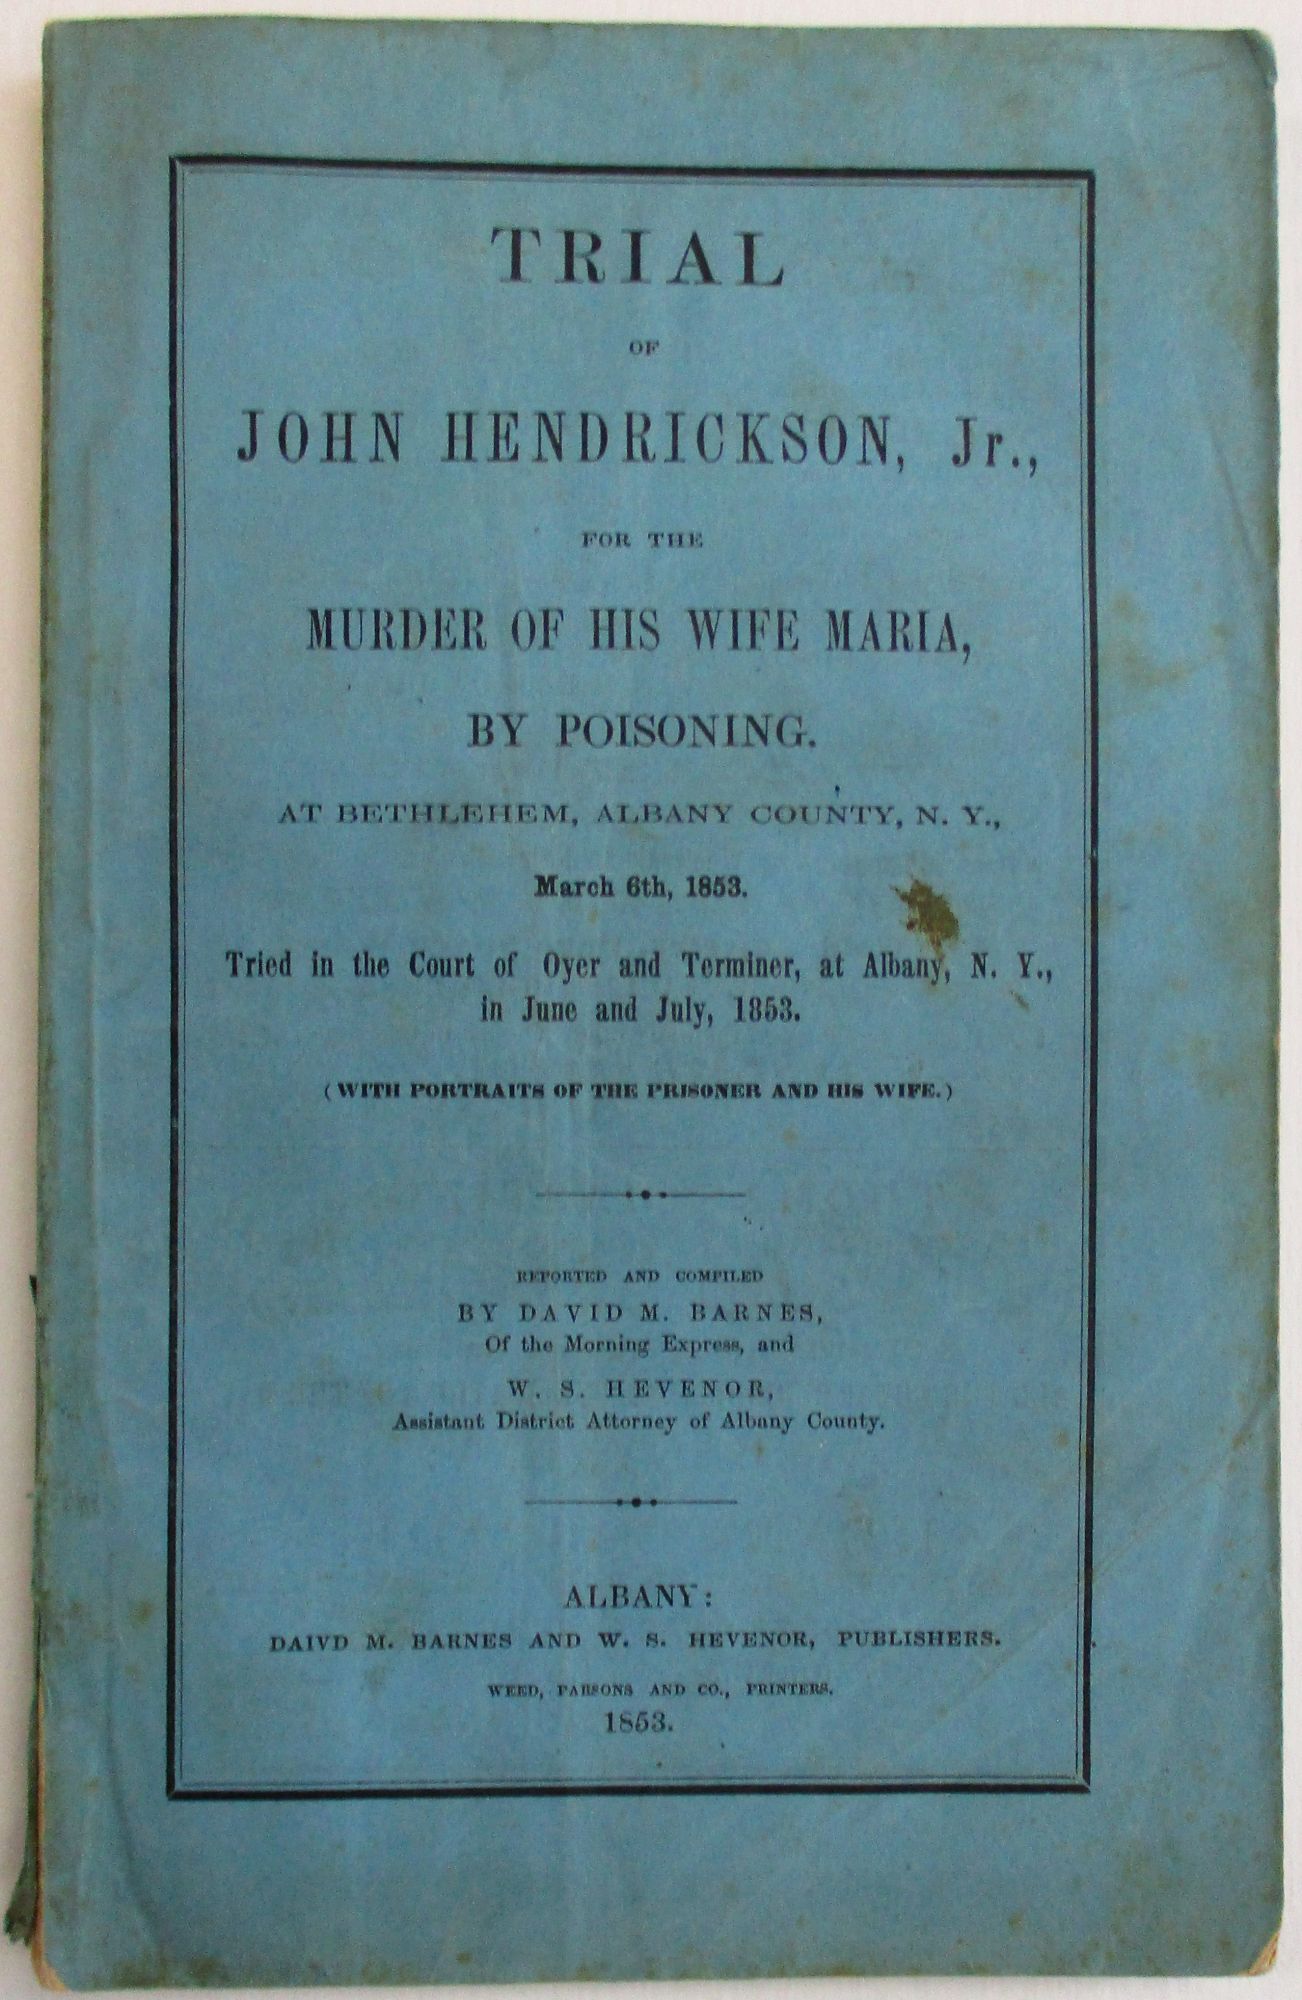 TRIAL
OF
JOHN HENDRICKSON, Jr.,
FOR THE
MURDER OF HIS WIFE MARIA,
BY POISONING.
AT BETHLEHEM, ALBANY COUNTY, N. Y.,
March 6th, 1853.
Tried in the Court of Oyer and Terminer, at Albany, N. Y.,
in June and July, 1853.
(WITH PORTRAITS OF THE PRISONER AND HIS WIFE.)
REPORTED AND COMPILED
BY DAVID M. BARNES,
Of the Morning Express, and
W. S. HEVENOR,
Assistant District Attorney of Albany County.
ALBANY:
DAIVD M. BARNES AND W. S. HEVENOR, PUBLISHERS.
WEED, PARSONS AND CO., PRINTERS.
1853.